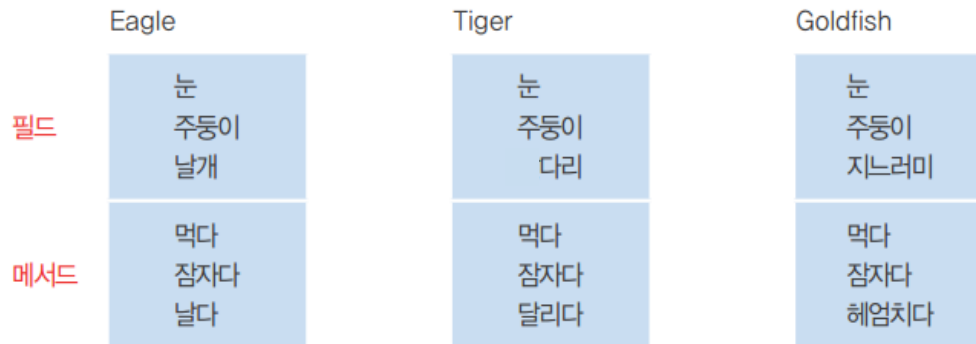 Eagle Tiger Goldfish
눈 눈 눈
필드 주둥이 주둥이 주둥이
날개 다리 지느러미
먹다 먹다 먹다
메서드 잠자다 잠자다 잠자다
날다 달리다 헤엄치다